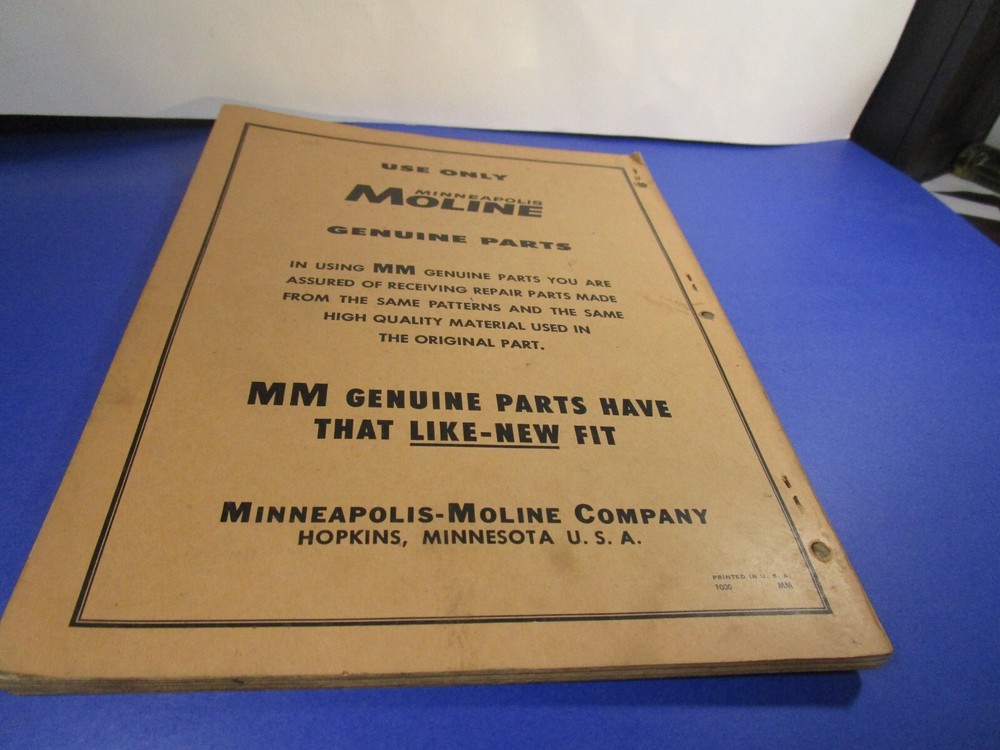 USE ONLY
MINNEAPOLIS
MOLINE
GENUINE PARTS
IN USING MM GENUINE PARTS YOU ARE
ASSURED OF RECEIVING REPAIR PARTS MADE
FROM THE SAME PATTERNS AND THE SAME
HIGH QUALITY MATERIAL USED IN
THE ORIGINAL PART.
MM GENUINE PARTS HAVE
THAT LIKE-NEW FIT
MINNEAPOLIS-MOLINE COMPANY
HOPKINS, MINNESOTA U. S. A.
PRINTED IN U. S. A.
1000 MM